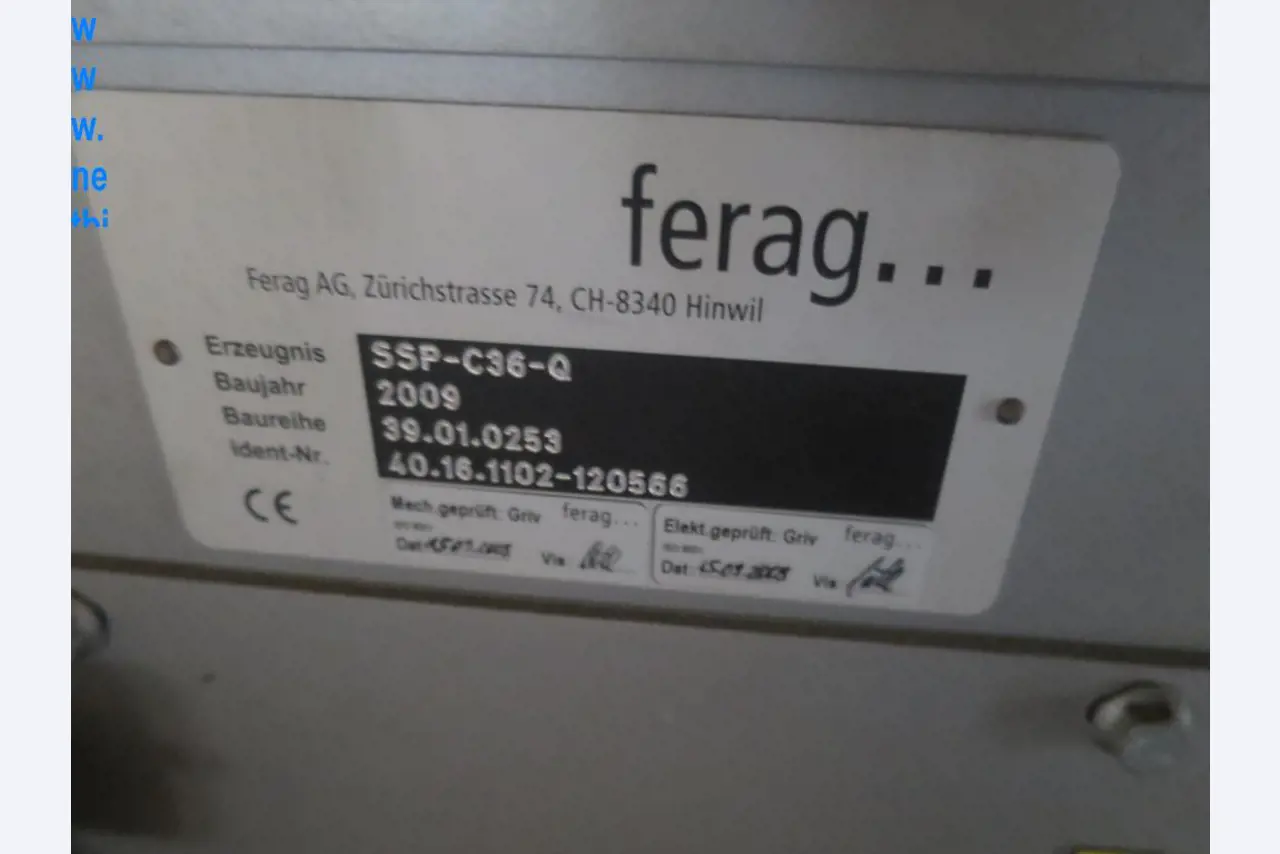 w
w
w.
ne
ferag...
Ferag AG, Zürichstrasse 74, CH-8340 Hinwil
Erzeugnis SSP-C36-Q
Baujahr 2009
Baureihe 39.01.0253
Ident-Nr. 40.16.1102-120566
CE
Mech.geprüft: Griv ferag...
Dat: Vis
Elekt.geprüft: Griv ferag...
Dat: Vis